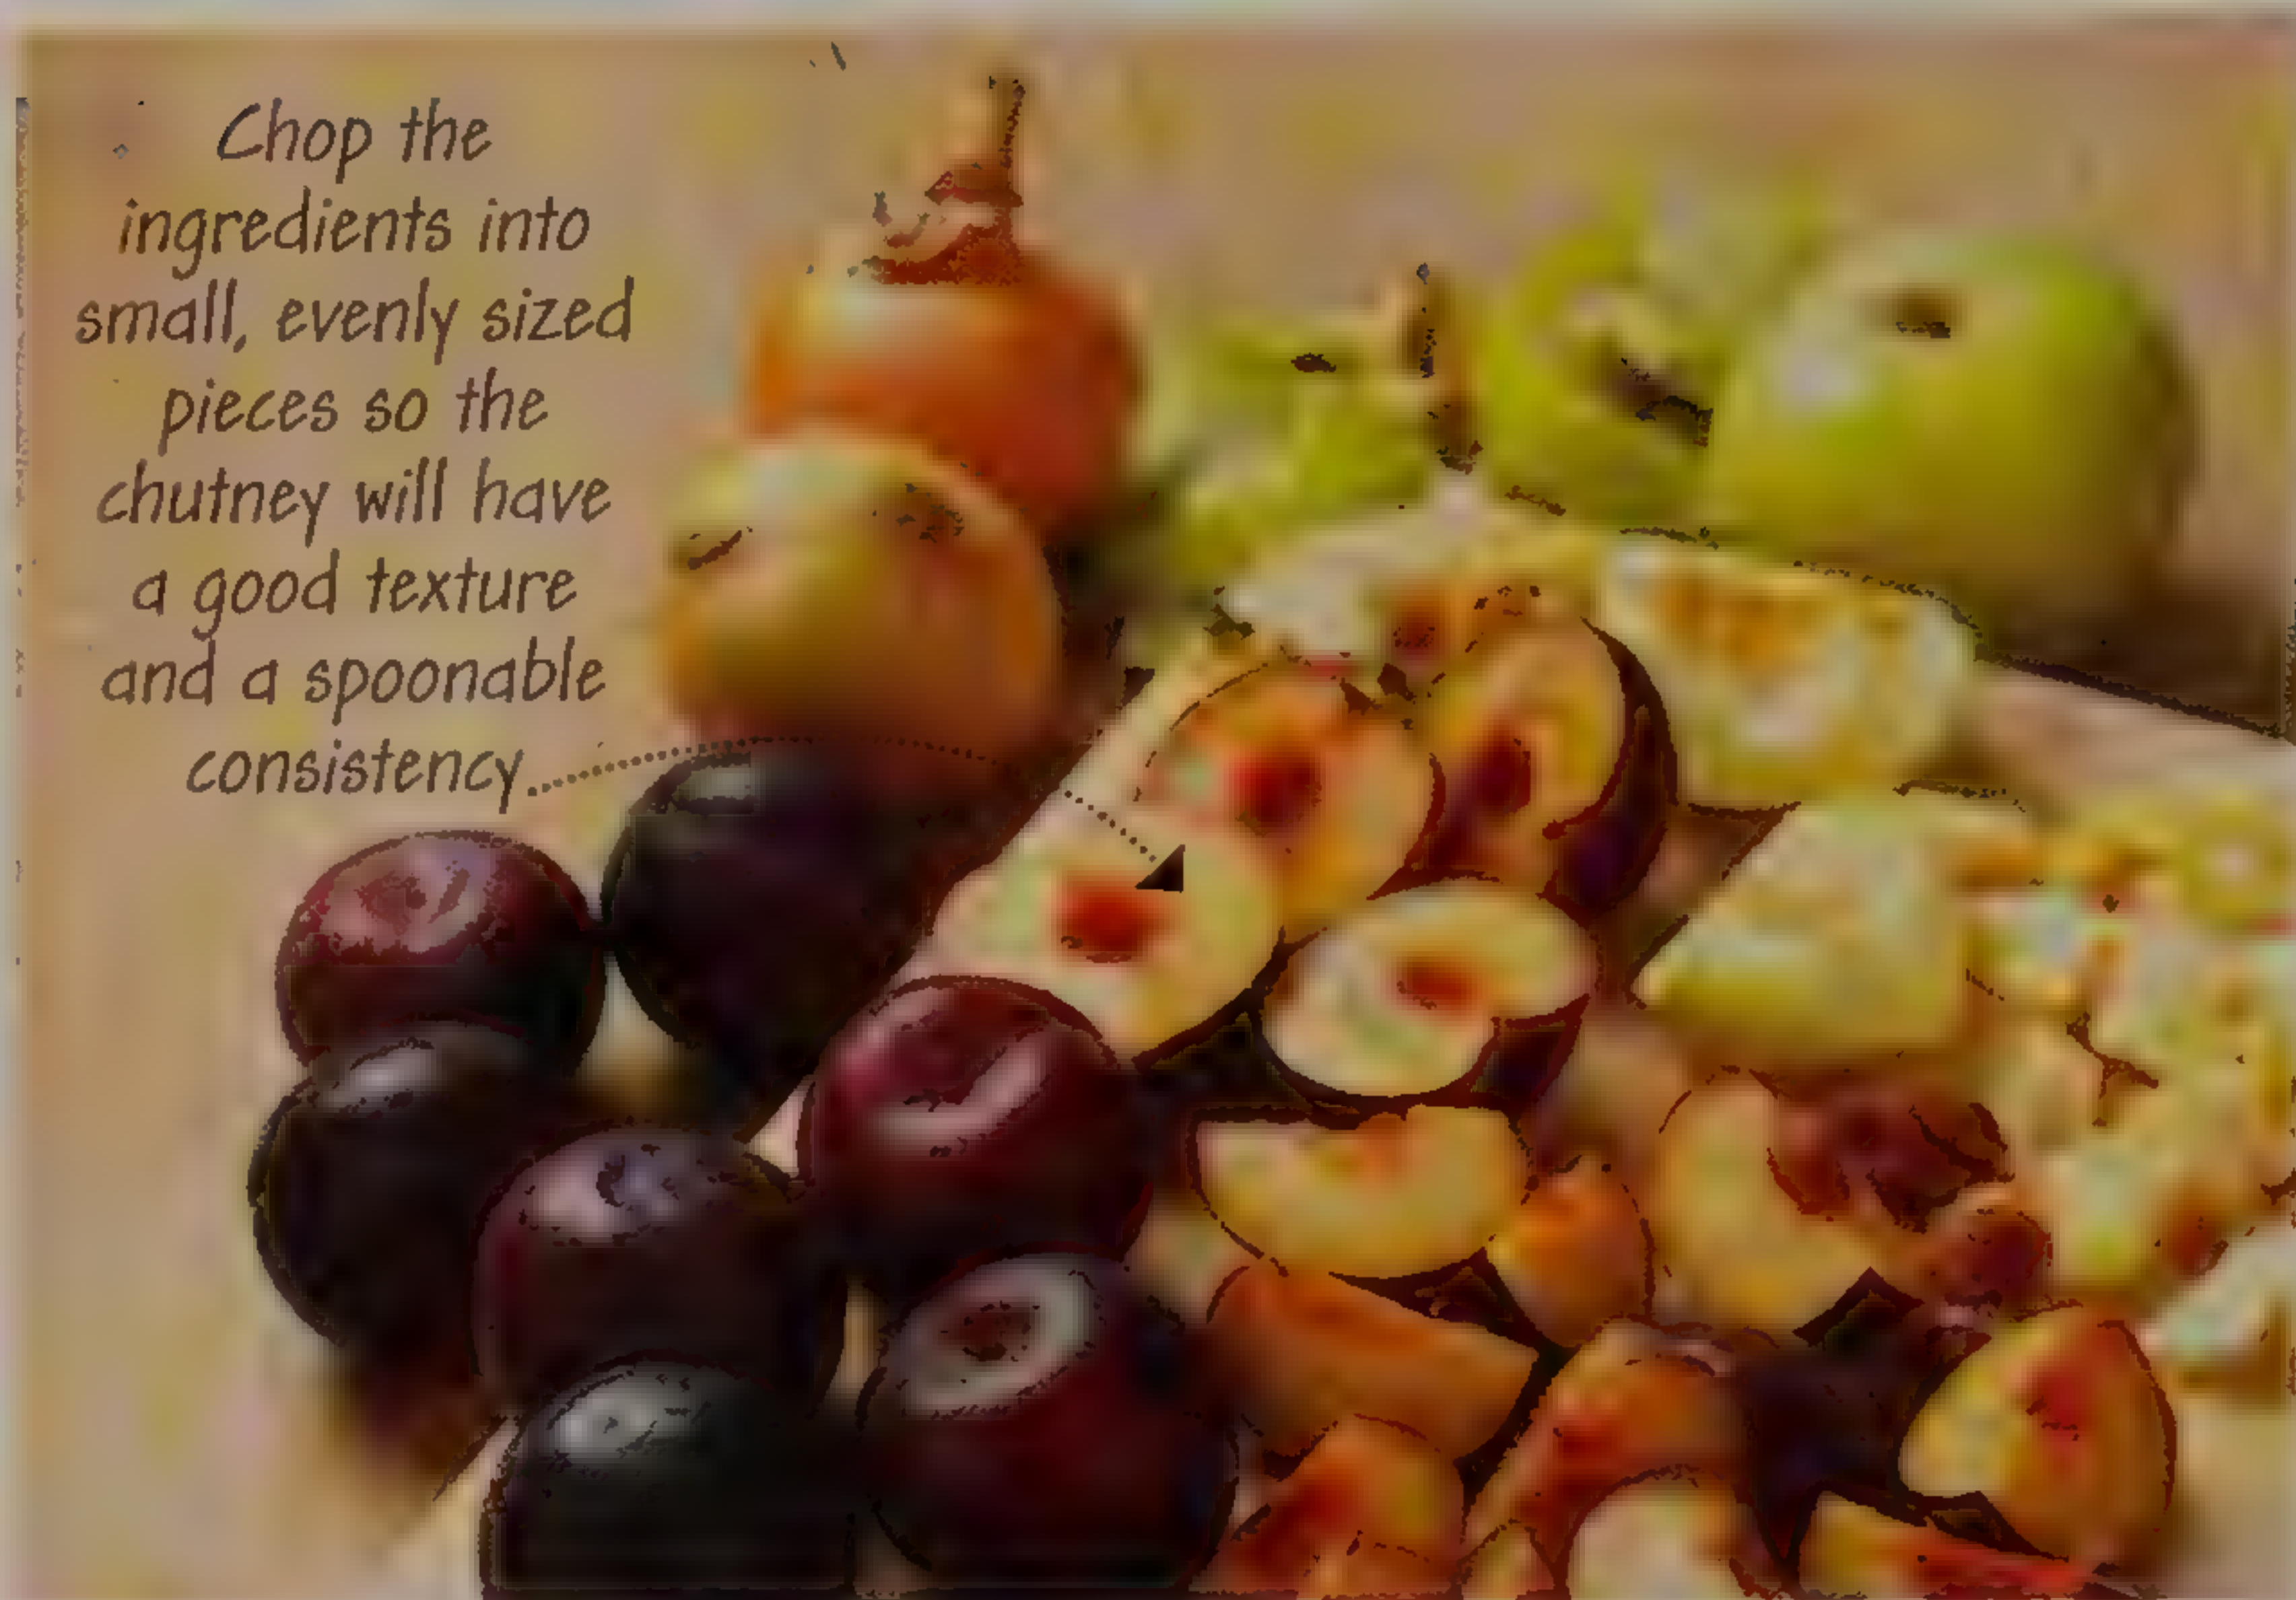 Chop the
ingredients into
small, evenly sized
pieces so the
chutney will have
a good texture
and a spoonable
consistency